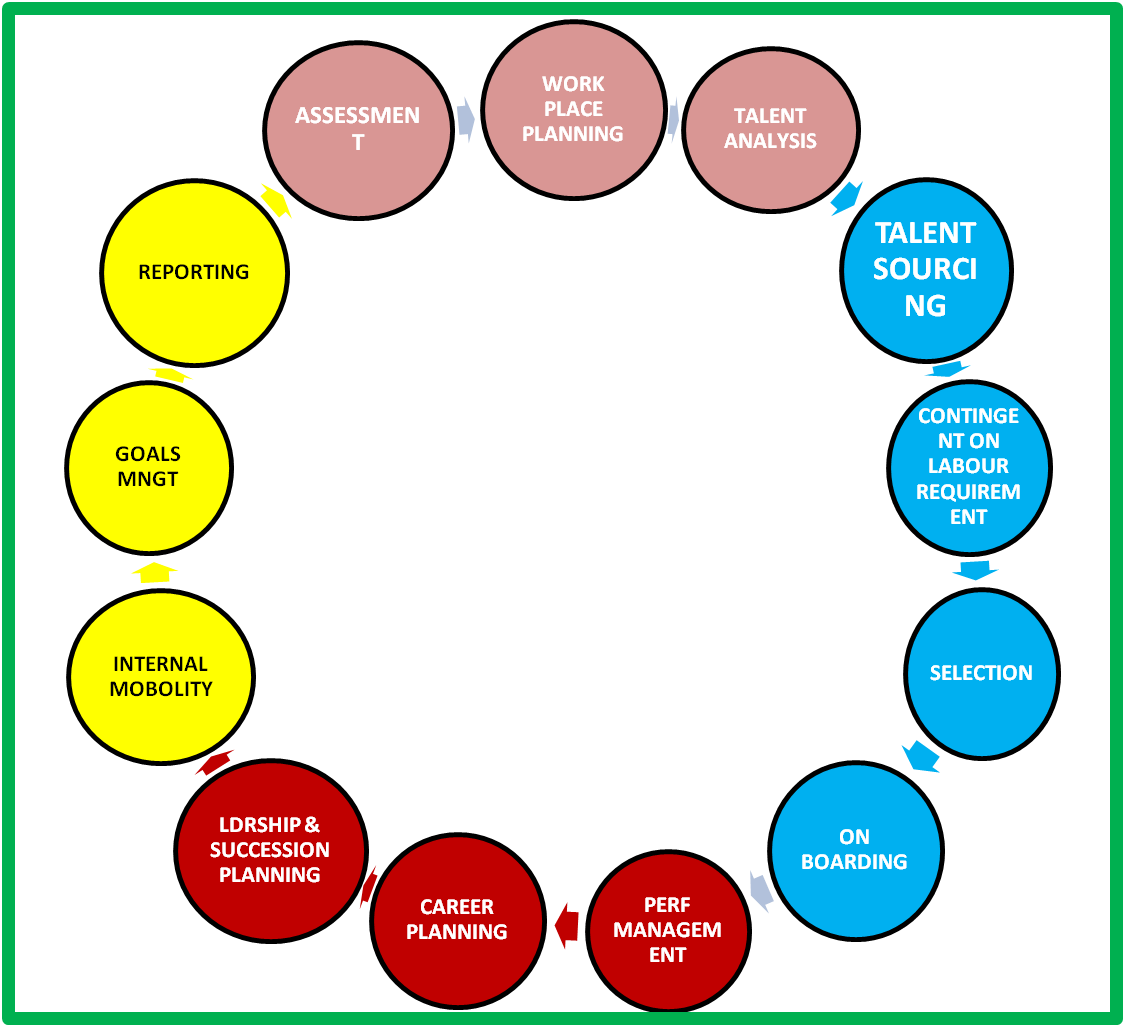 ASSESSMEN
T
WORK
PLACE
PLANNING
TALENT
ANALYSIS
TALENT
SOURCI
NG
CONTINGE
NT ON
LABOUR
REQUIREM
ENT
SELECTION
ON
BOARDING
PERF
MANAGEM
ENT
CAREER
PLANNING
LDRSHIP &
SUCCESSION
PLANNING
INTERNAL
MOBOLITY
GOALS
MNGT
REPORTING